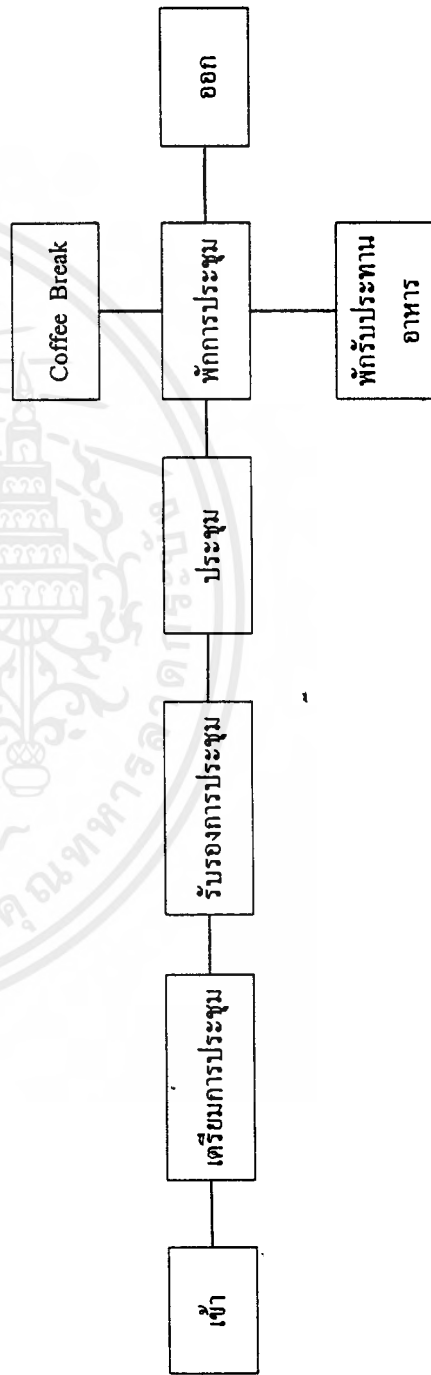 เข้า
เตรียมการประชุม
รับรองการประชุม
ประชุม
พักการประชุม
Coffee Break
พักรับประทาน
อาหาร
ออก